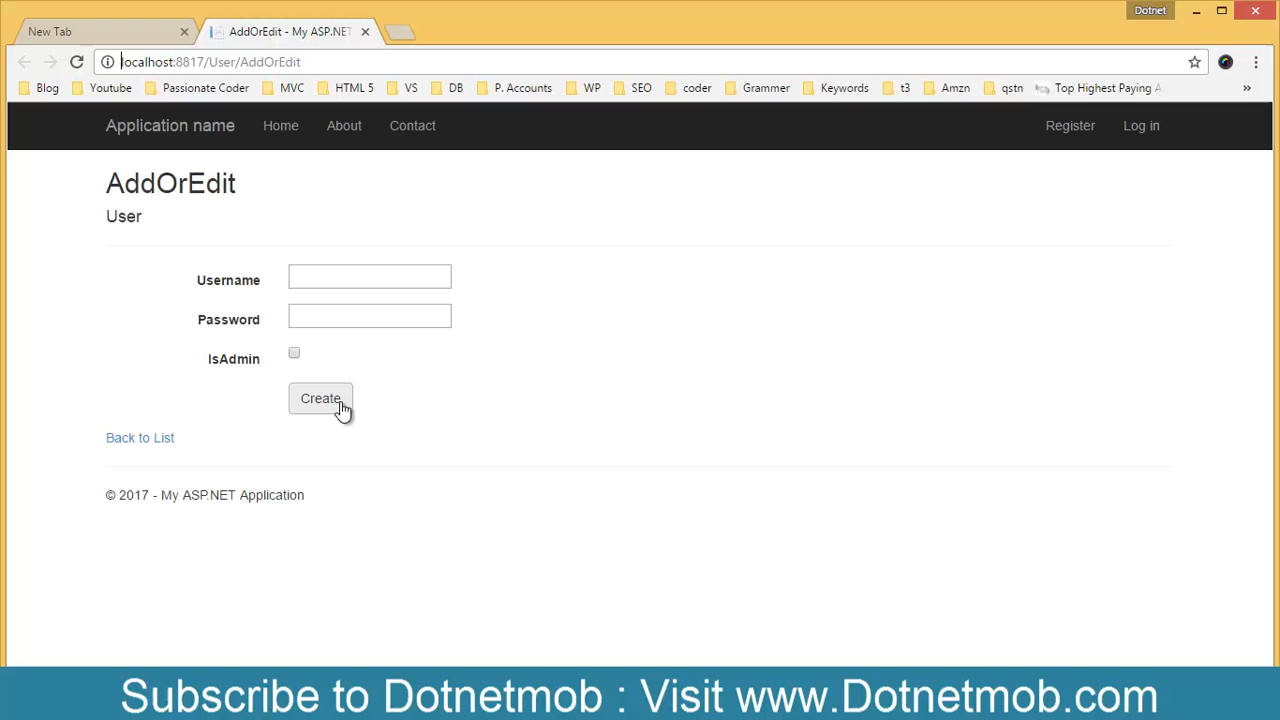 Dotnet
New Tab
AddOrEdit - My ASP.NET
localhost:8817/User/AddOrEdit
Blog Youtube Passionate Coder MVC HTML 5 VS DB P. Accounts WP SEO coder Grammer Keywords t3 Amzn qstn Top Highest Paying A
Application name Home About Contact Register Log in
AddOrEdit
User
Username
Password
IsAdmin
Create
Back to List
© 2017 - My ASP.NET Application
Subscribe to Dotnetmob : Visit www.Dotnetmob.com